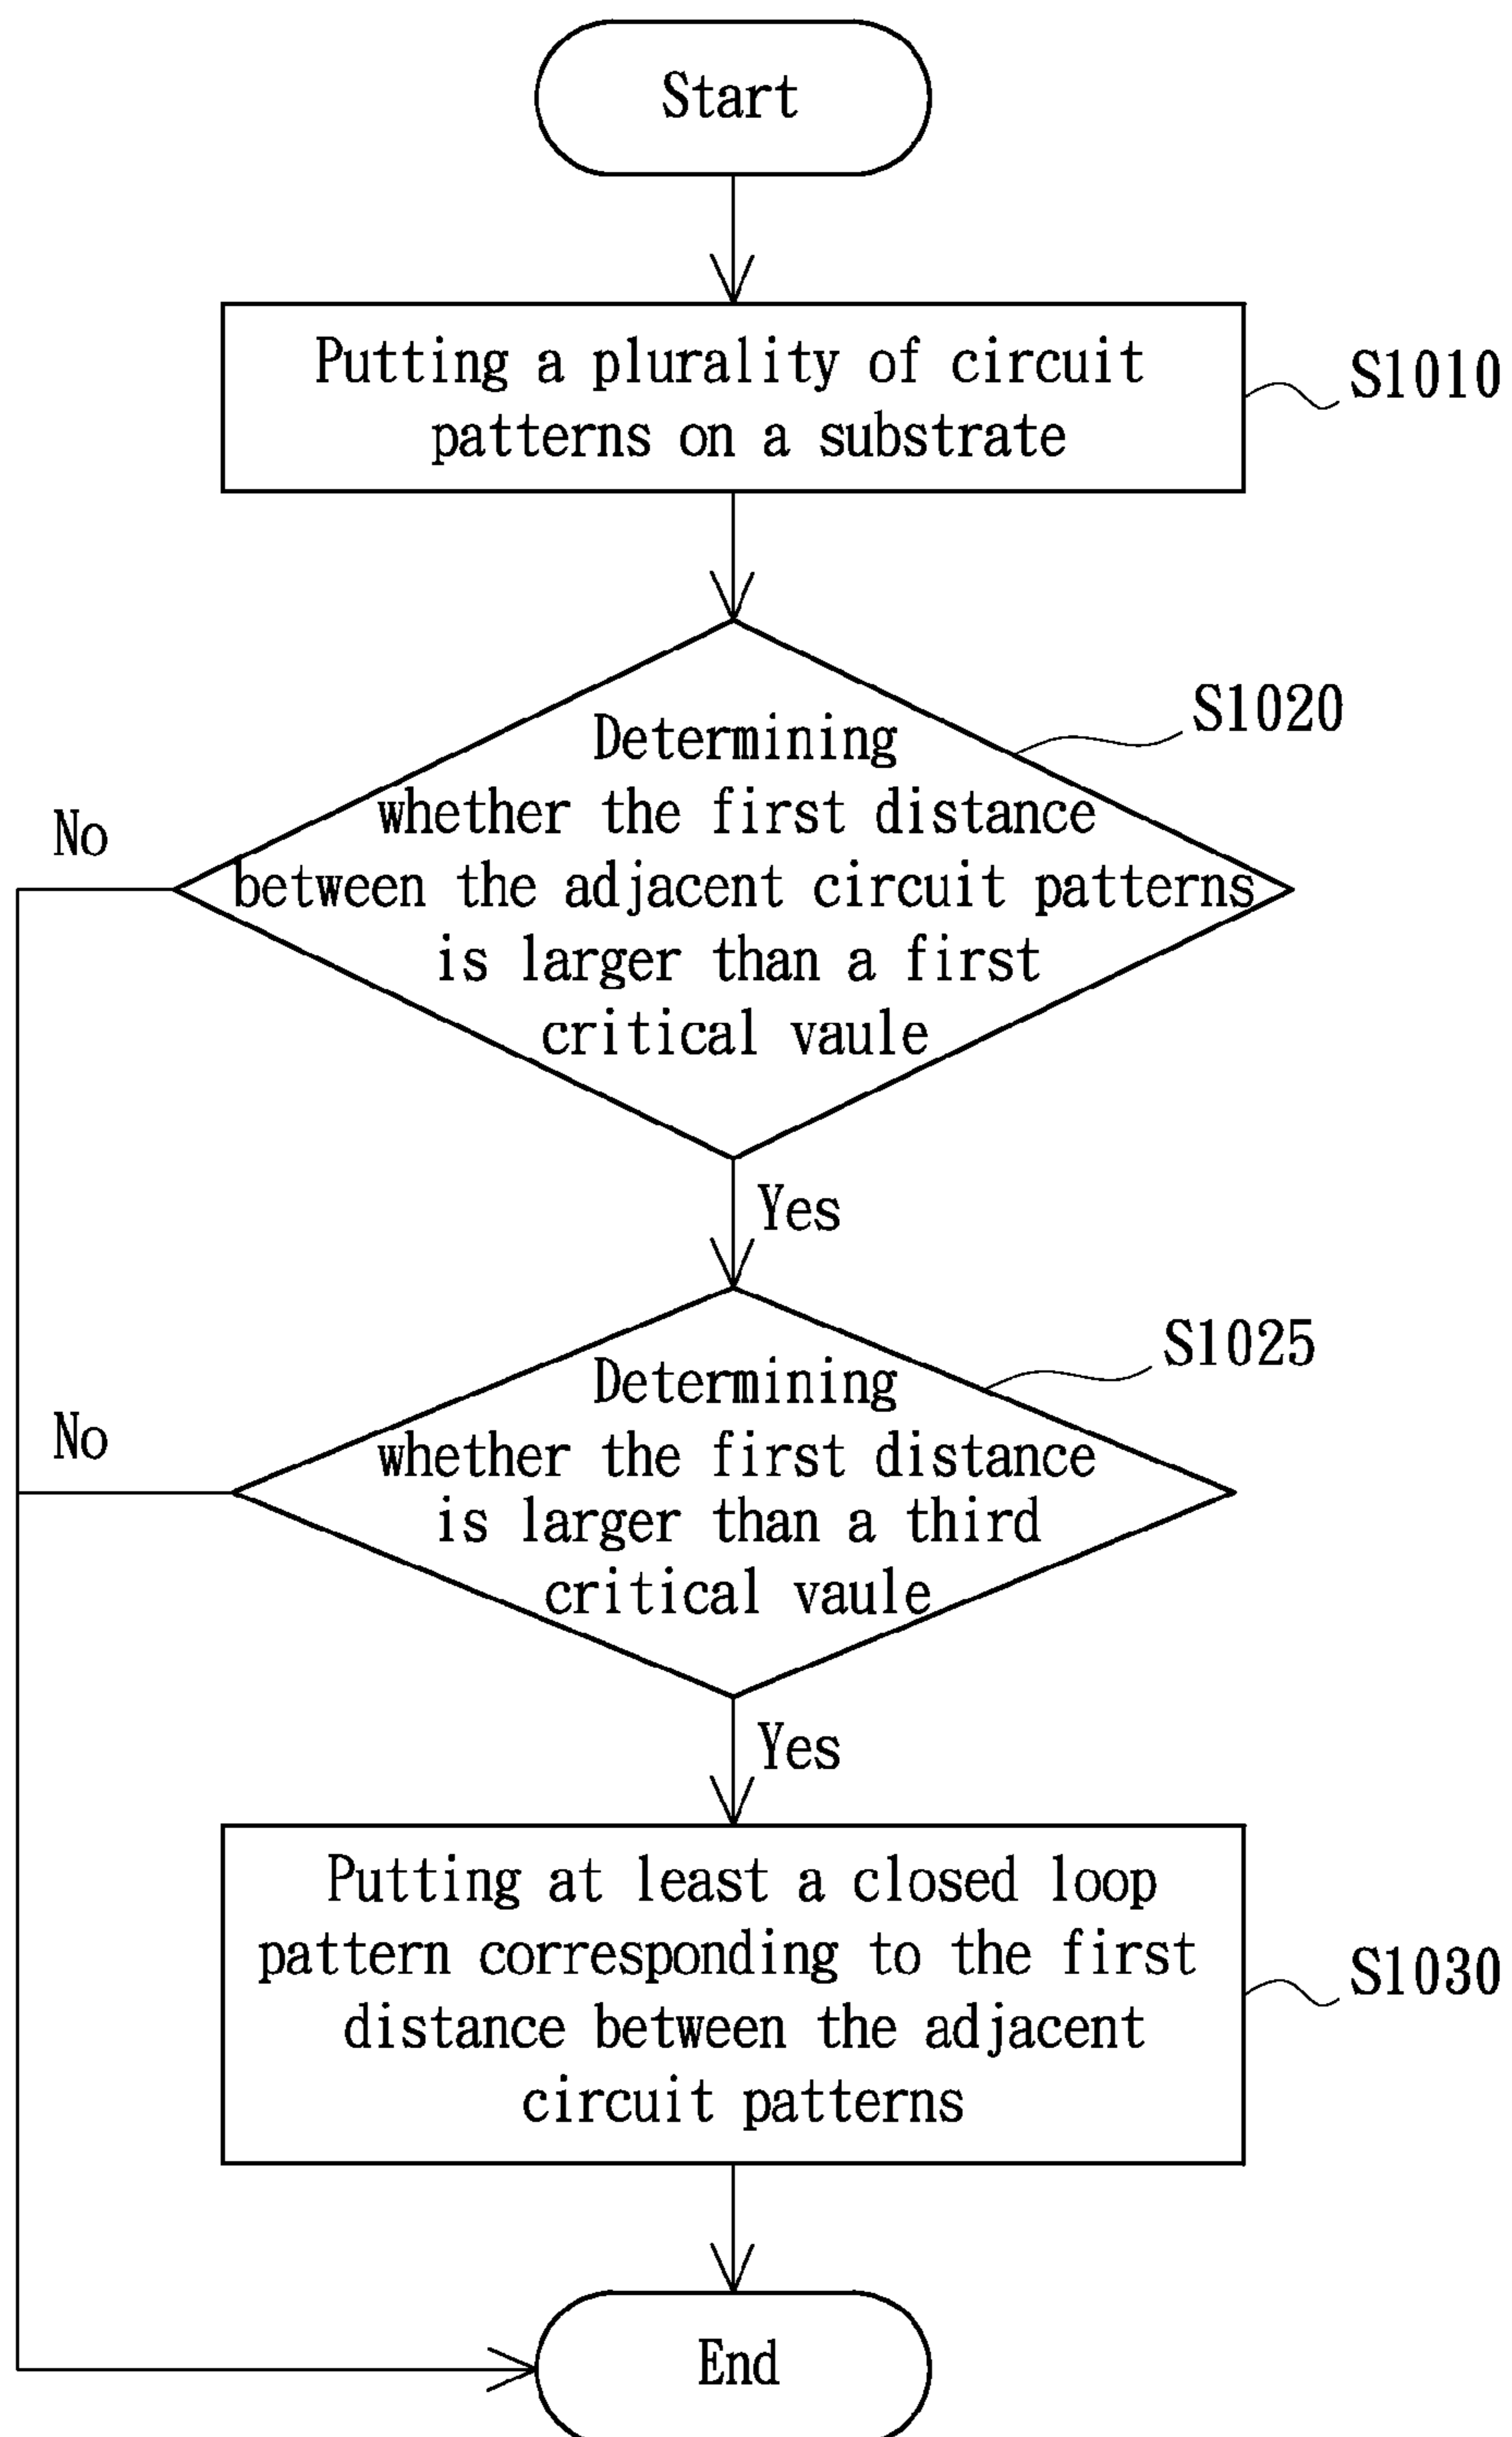 Start
Putting a plurality of circuit
patterns on a substrate
S1010
Determining
whether the first distance
between the adjacent circuit patterns
is larger than a first
critical vaule
S1020
No
Yes
Determining
whether the first distance
is larger than a third
critical vaule
S1025
No
Yes
Putting at least a closed loop
pattern corresponding to the first
distance between the adjacent
circuit patterns
S1030
End